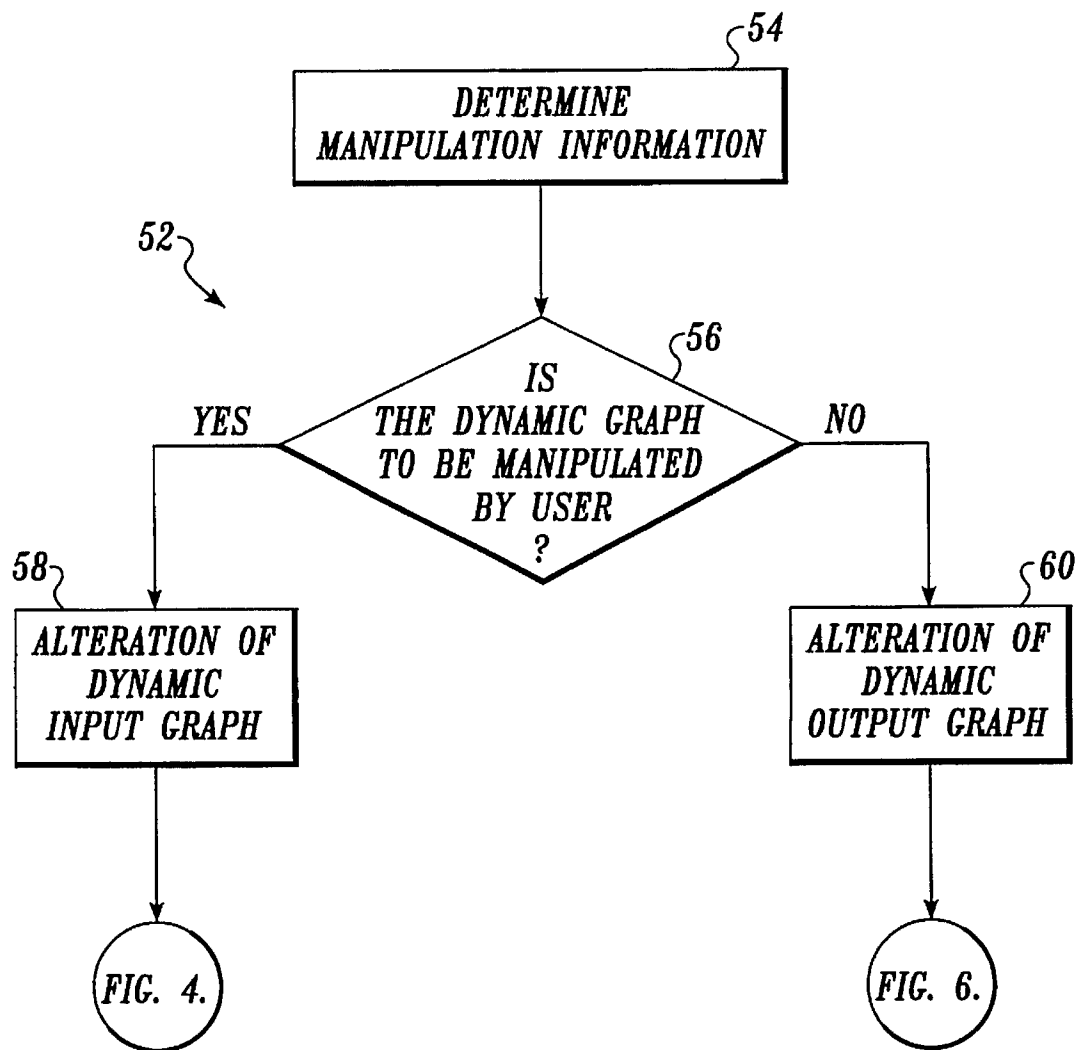 54
DETERMINE
MANIPULATION INFORMATION
52
56
IS
THE DYNAMIC GRAPH
TO BE MANIPULATED
BY USER
?
YES
NO
58
ALTERATION OF
DYNAMIC
INPUT GRAPH
60
ALTERATION OF
DYNAMIC
OUTPUT GRAPH
FIG. 4.
FIG. 6.